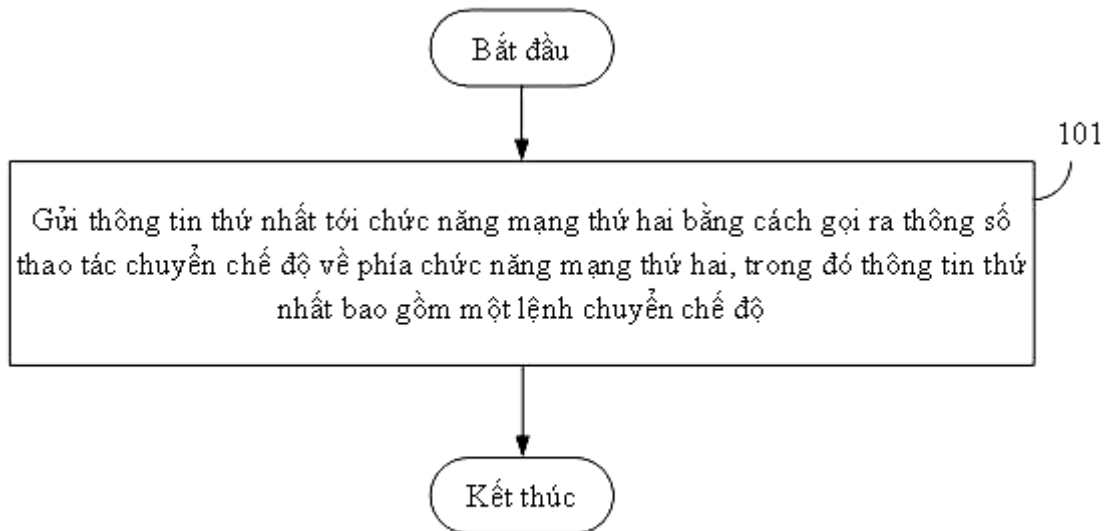 Bắt đầu
101
Gửi thông tin thứ nhất tới chức năng mạng thứ hai bằng cách gọi ra thông số
thao tác chuyển chế độ về phía chức năng mạng thứ hai, trong đó thông tin thứ
nhất bao gồm một lệnh chuyển chế độ
Kết thúc